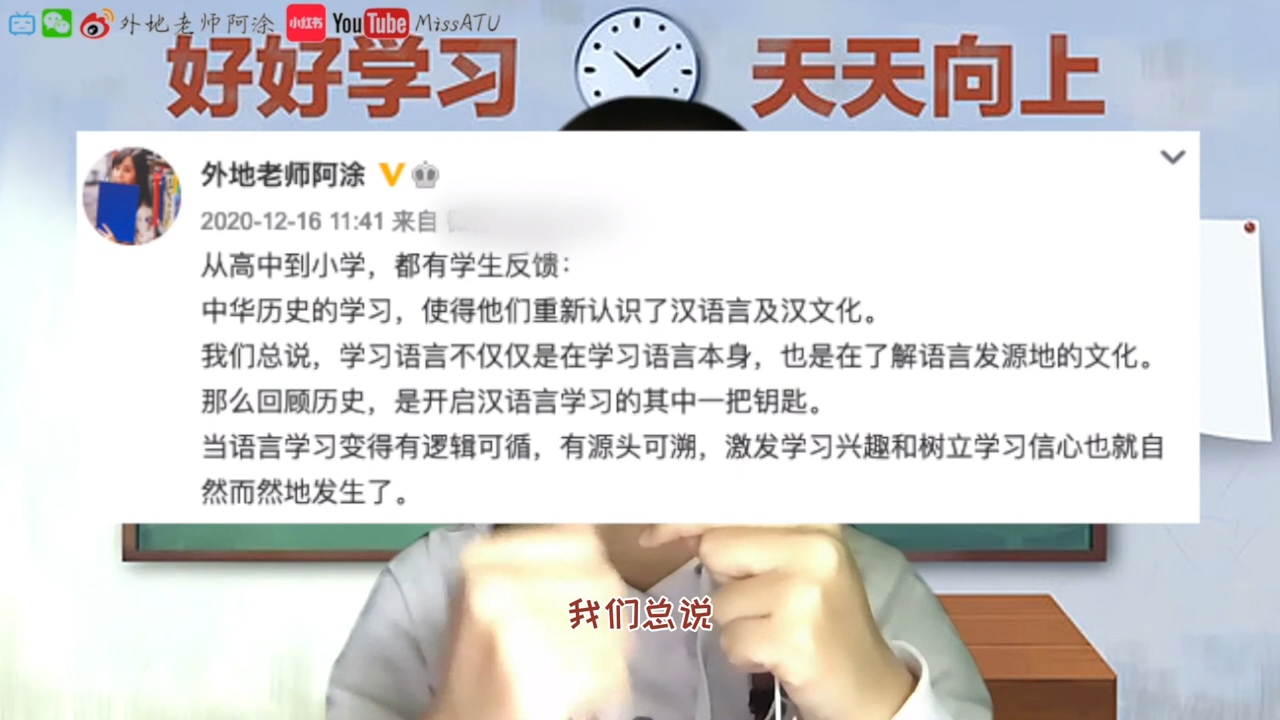 外地老师阿涂 小红书 YouTube MissATU
好好学习 天天向上
外地老师阿涂
2020-12-16 11:41 来自
从高中到小学，都有学生反馈：
中华历史的学习，使得他们重新认识了汉语言及汉文化。
我们总说，学习语言不仅仅是在学习语言本身，也是在了解语言发源地的文化。
那么回顾历史，是开启汉语言学习的其中一把钥匙。
当语言学习变得有逻辑可循，有源头可溯，激发学习兴趣和树立学习信心也就自
然而然地发生了。
我们总说